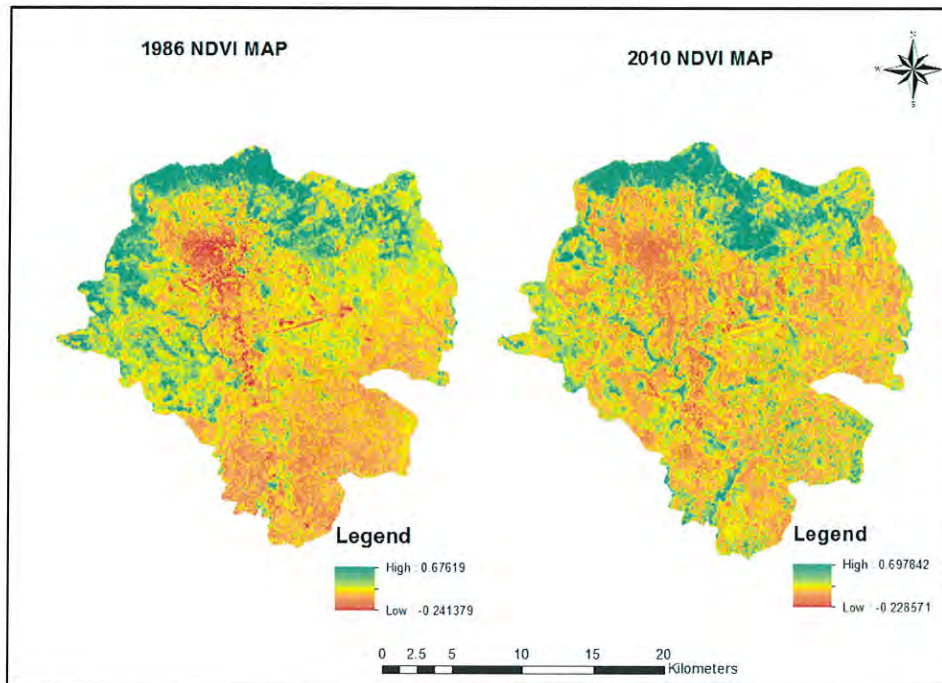 1986 NDVI MAP
2010 NDVI MAP
N
W
E
S
Legend
High : 0.67619
Low : -0.241379
Legend
High : 0.697842
Low : -0.228571
0 2.5 5 10 15 20
Kilometers